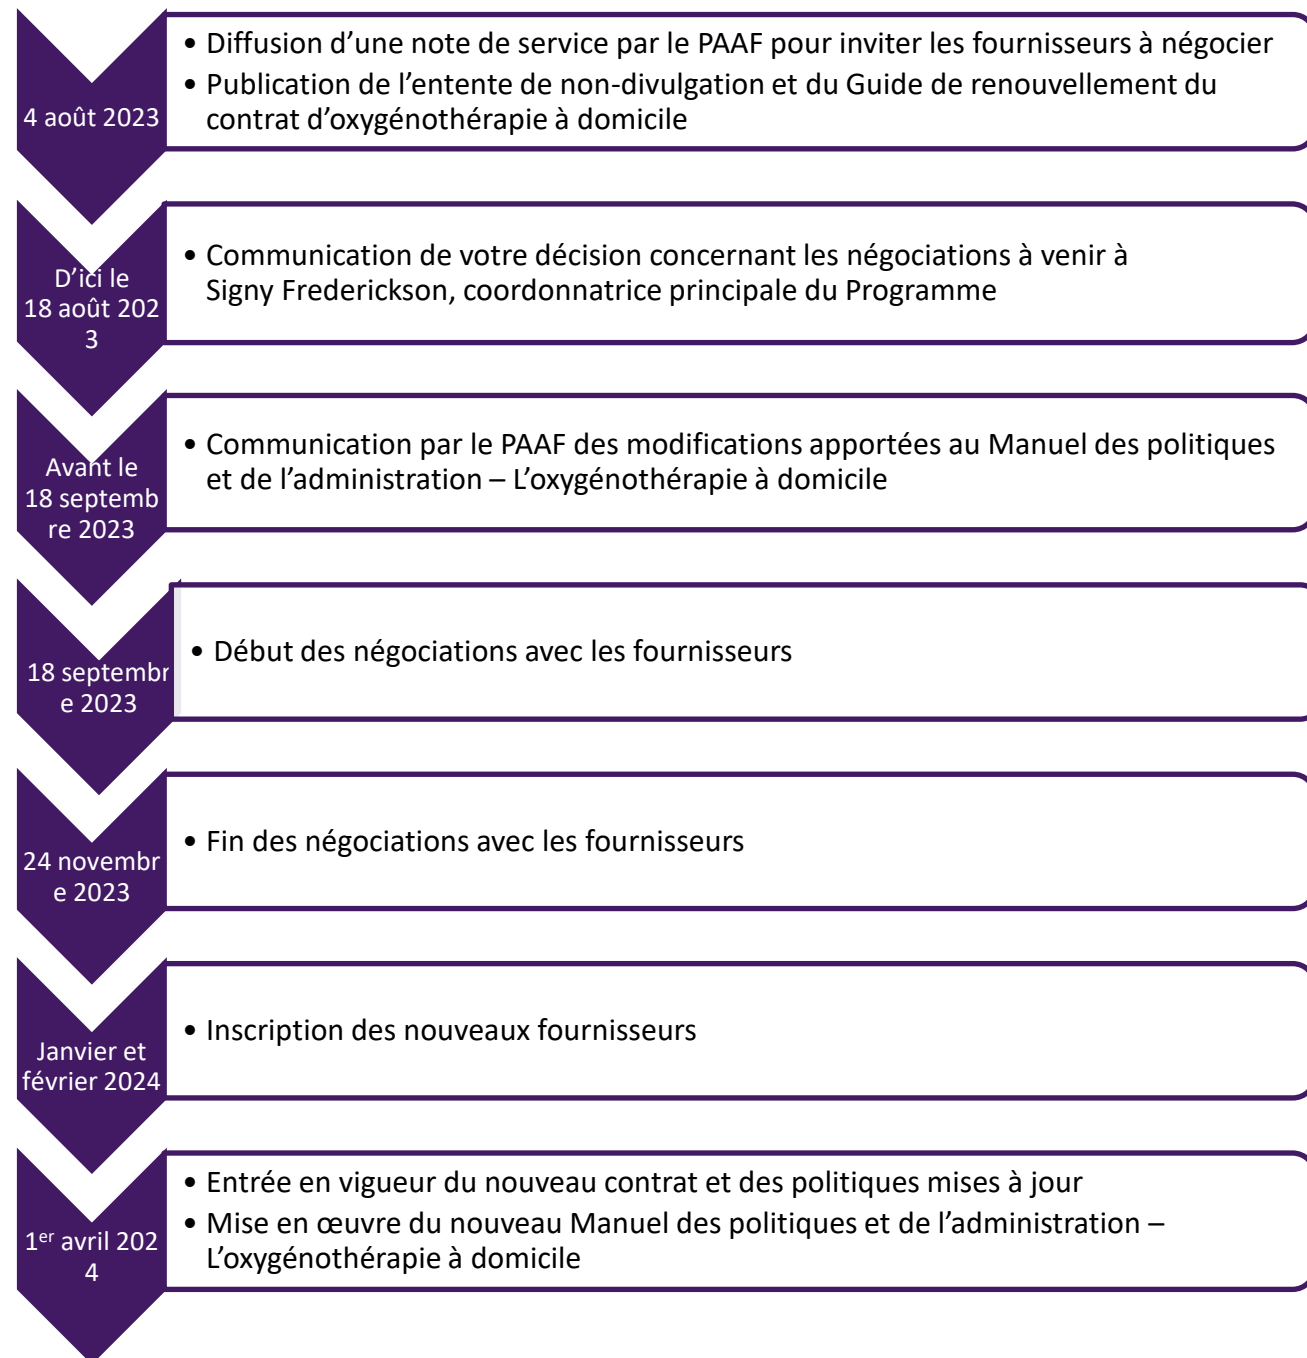 4 août 2023
• Diffusion d’une note de service par le PAAF pour inviter les fournisseurs à négocier
• Publication de l’entente de non-divulgation et du Guide de renouvellement du
contrat d’oxygénothérapie à domicile
D’ici le
18 août 202
3
• Communication de votre décision concernant les négociations à venir à
Signy Frederickson, coordonnatrice principale du Programme
Avant le
18 septemb
re 2023
• Communication par le PAAF des modifications apportées au Manuel des politiques
et de l’administration – L’oxygénothérapie à domicile
18 septembr
e 2023
• Début des négociations avec les fournisseurs
24 novembr
e 2023
• Fin des négociations avec les fournisseurs
Janvier et
février 2024
• Inscription des nouveaux fournisseurs
1er avril 202
4
• Entrée en vigueur du nouveau contrat et des politiques mises à jour
• Mise en œuvre du nouveau Manuel des politiques et de l’administration –
L’oxygénothérapie à domicile